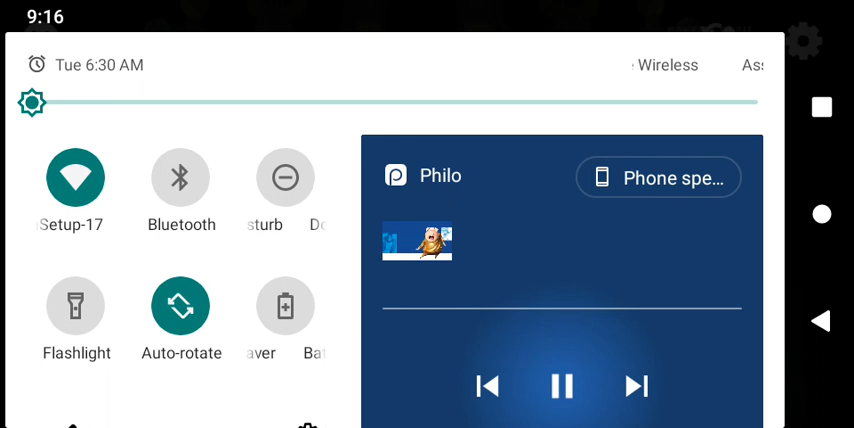 9:16
Tue 6:30 AM
Wireless
Ass
Philo
Phone spe...
Setup-17
Bluetooth
sturb
Do
Flashlight
Auto-rotate
aver
Bat